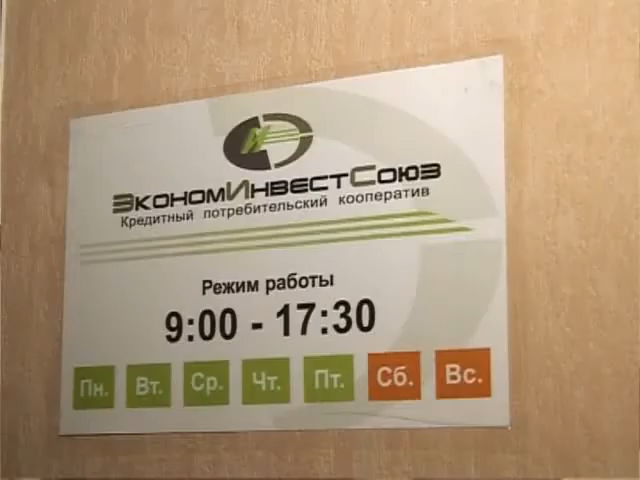 ЭкономИнвестСоюз
Кредитный потребительский кооператив
Режим работы
9:00 - 17:30
Пн. Вт. Ср. Чт. Пт. Сб. Вс.